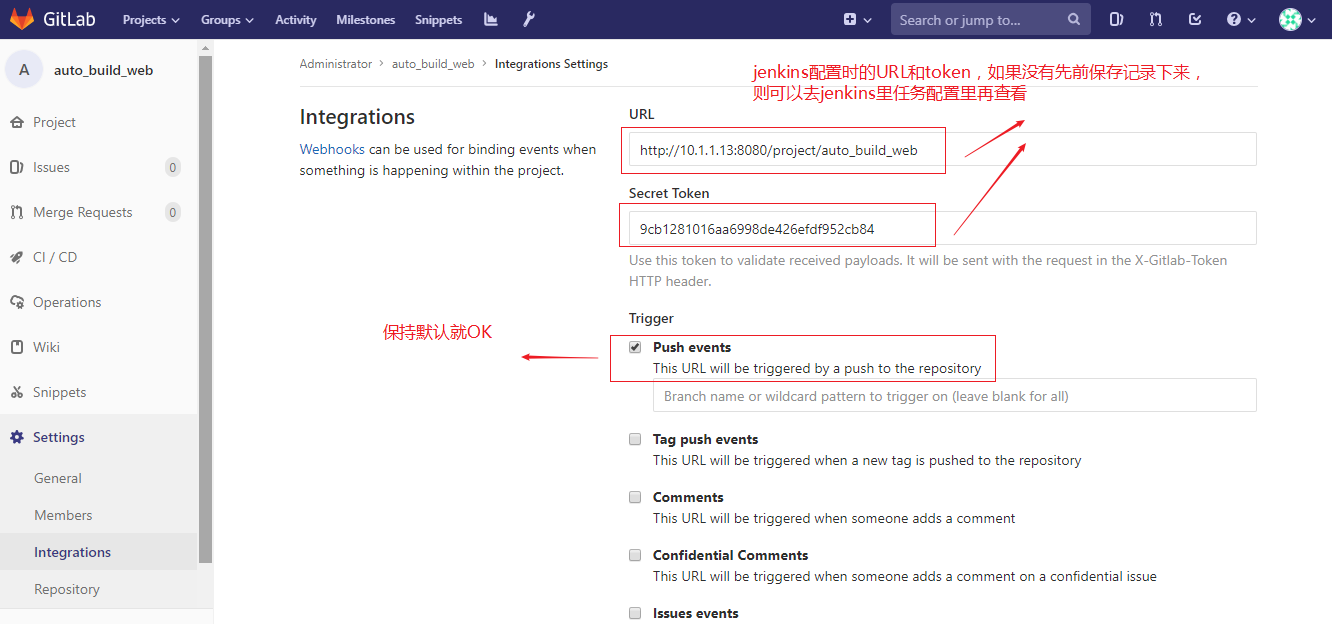 GitLab Projects Groups Activity Milestones Snippets Search or jump to...
A auto_build_web
Project
Issues 0
Merge Requests 0
CI / CD
Operations
Wiki
Snippets
Settings
General
Members
Integrations
Repository
Administrator > auto_build_web > Integrations Settings
jenkins配置时的URL和token，如果没有先前保存记录下来，
则可以去jenkins里任务配置里再查看
Integrations
Webhooks can be used for binding events when
something is happening within the project.
URL
http://10.1.1.13:8080/project/auto_build_web
Secret Token
9cb1281016aa6998de426efdf952cb84
Use this token to validate received payloads. It will be sent with the request in the X-Gitlab-Token
HTTP header.
Trigger
保持默认就OK
Push events
This URL will be triggered by a push to the repository
Branch name or wildcard pattern to trigger on (leave blank for all)
Tag push events
This URL will be triggered when a new tag is pushed to the repository
Comments
This URL will be triggered when someone adds a comment
Confidential Comments
This URL will be triggered when someone adds a comment on a confidential issue
Issues events